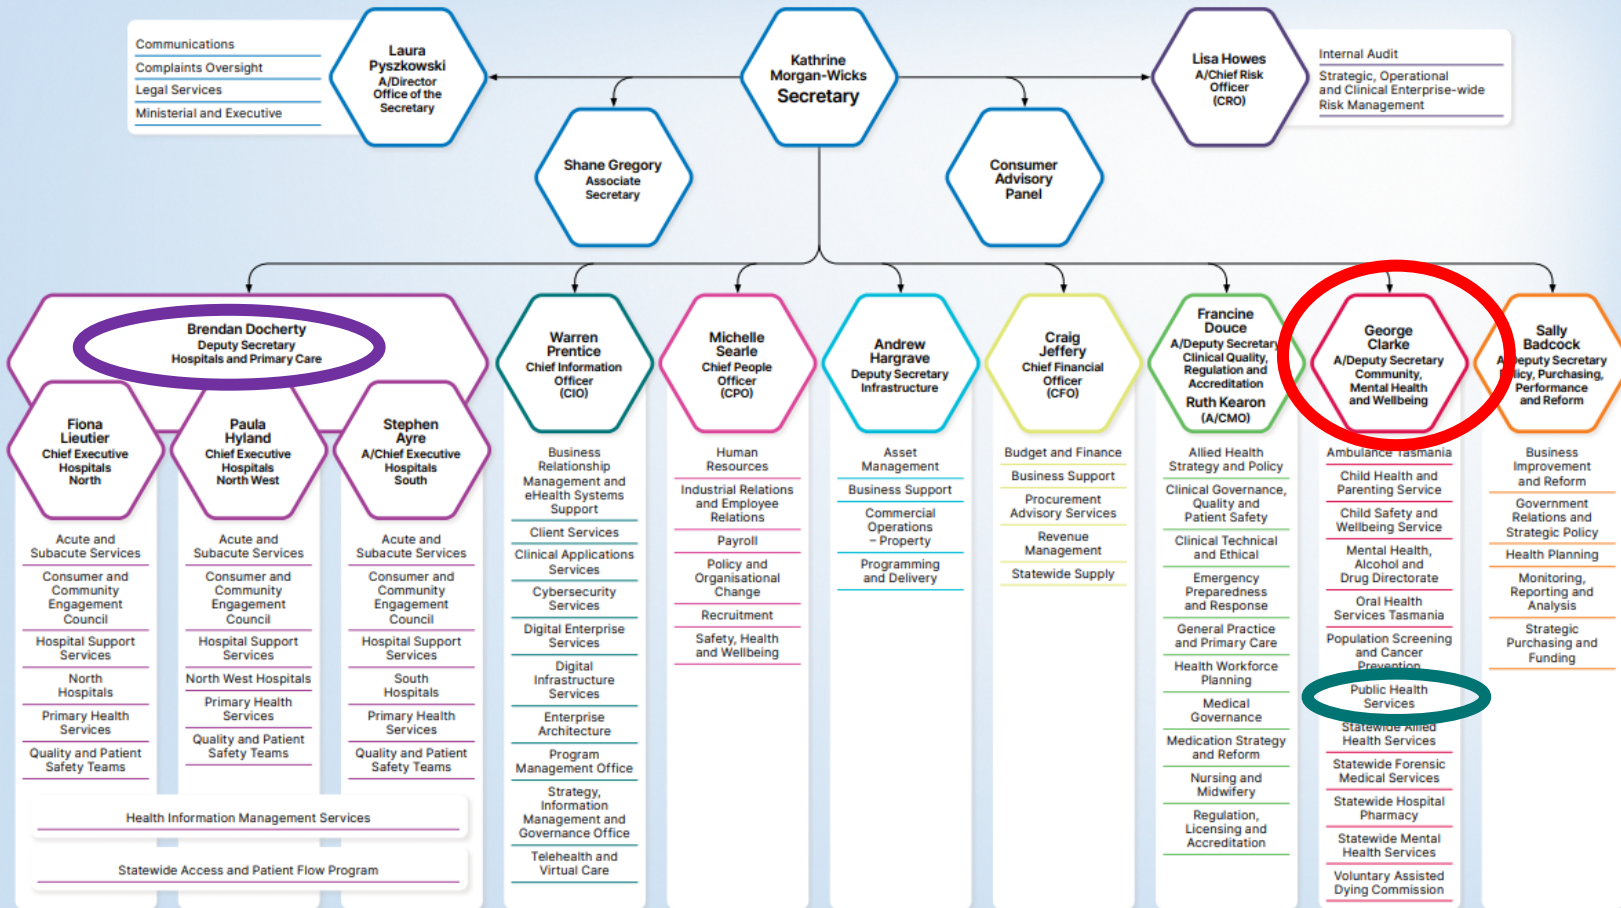 Communications
Complaints Oversight
Legal Services
Ministerial and Executive
Laura
Pyszkowski
A/Director
Office of the
Secretary
Kathrine
Morgan-Wicks
Secretary
Lisa Howes
A/Chief Risk
Officer
(CRO)
Internal Audit
Strategic, Operational
and Clinical Enterprise-wide
Risk Management
Shane Gregory
Associate
Secretary
Consumer
Advisory
Panel
Brendan Docherty
Deputy Secretary
Hospitals and Primary Care
Fiona
Lieutier
Chief Executive
Hospitals
North
Acute and
Subacute Services
Consumer and
Community
Engagement
Council
Hospital Support
Services
North
Hospitals
Primary Health
Services
Quality and Patient
Safety Teams
Paula
Hyland
Chief Executive
Hospitals
North West
Acute and
Subacute Services
Consumer and
Community
Engagement
Council
Hospital Support
Services
North West Hospitals
Primary Health
Services
Quality and Patient
Safety Teams
Stephen
Ayre
A/Chief Executive
Hospitals
South
Acute and
Subacute Services
Consumer and
Community
Engagement
Council
Hospital Support
Services
South
Hospitals
Primary Health
Services
Quality and Patient
Safety Teams
Health Information Management Services
Statewide Access and Patient Flow Program
Warren
Prentice
Chief Information
Officer
(CIO)
Business
Relationship
Management and
eHealth Systems
Support
Client Services
Clinical Applications
Services
Cybersecurity
Services
Digital Enterprise
Services
Digital
Infrastructure
Services
Enterprise
Architecture
Program
Management Office
Strategy,
Information
Management and
Governance Office
Telehealth and
Virtual Care
Michelle
Searle
Chief People
Officer
(CPO)
Human
Resources
Industrial Relations
and Employee
Relations
Payroll
Policy and
Organisational
Change
Recruitment
Safety, Health
and Wellbeing
Andrew
Hargrave
Deputy Secretary
Infrastructure
Asset
Management
Business Support
Commercial
Operations
– Property
Programming
and Delivery
Craig
Jeffery
Chief Financial
Officer
(CFO)
Budget and Finance
Business Support
Procurement
Advisory Services
Revenue
Management
Statewide Supply
Francine
Douce
A/Deputy Secretary
Clinical Quality,
Regulation and
Accreditation
Ruth Kearon
(A/CMO)
Allied Health
Strategy and Policy
Clinical Governance,
Quality and
Patient Safety
Clinical Technical
and Ethical
Emergency
Preparedness
and Response
General Practice
and Primary Care
Health Workforce
Planning
Medical
Governance
Medication Strategy
and Reform
Nursing and
Midwifery
Regulation,
Licensing and
Accreditation
George
Clarke
A/Deputy Secretary
Community,
Mental Health
and Wellbeing
Ambulance Tasmania
Child Health and
Parenting Service
Child Safety and
Wellbeing Service
Mental Health,
Alcohol and
Drug Directorate
Oral Health
Services Tasmania
Population Screening
and Cancer
Prevention
Public Health
Services
Statewide Allied
Health Services
Statewide Forensic
Medical Services
Statewide Hospital
Pharmacy
Statewide Mental
Health Services
Voluntary Assisted
Dying Commission
Sally
Badcock
A/Deputy Secretary
Policy, Purchasing,
Performance
and Reform
Business
Improvement
and Reform
Government
Relations and
Strategic Policy
Health Planning
Monitoring,
Reporting and
Analysis
Strategic
Purchasing and
Funding